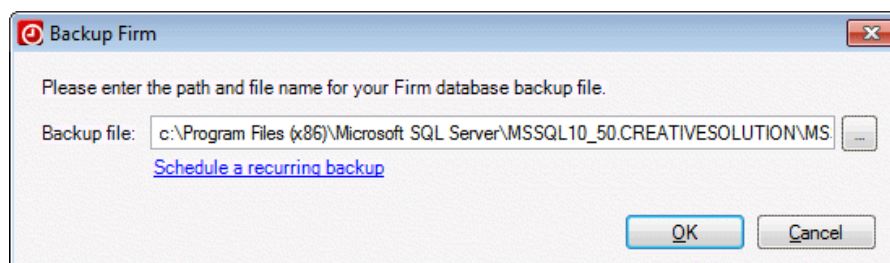 Backup Firm
Please enter the path and file name for your Firm database backup file.
Backup file: c:\Program Files (x86)\Microsoft SQL Server\MSSQL10_50.CREATIVESOLUTION\MS ...
Schedule a recurring backup
OK Cancel